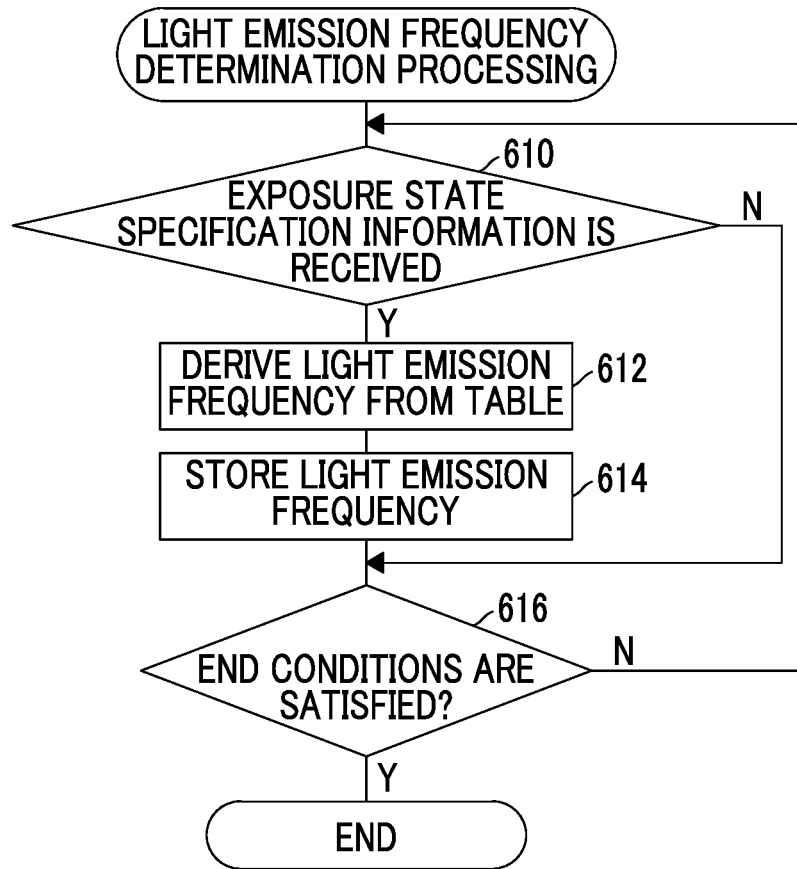 LIGHT EMISSION FREQUENCY
DETERMINATION PROCESSING
610
EXPOSURE STATE
SPECIFICATION INFORMATION IS
RECEIVED
N
Y
DERIVE LIGHT EMISSION
FREQUENCY FROM TABLE
612
STORE LIGHT EMISSION
FREQUENCY
614
616
END CONDITIONS ARE
SATISFIED?
N
Y
END